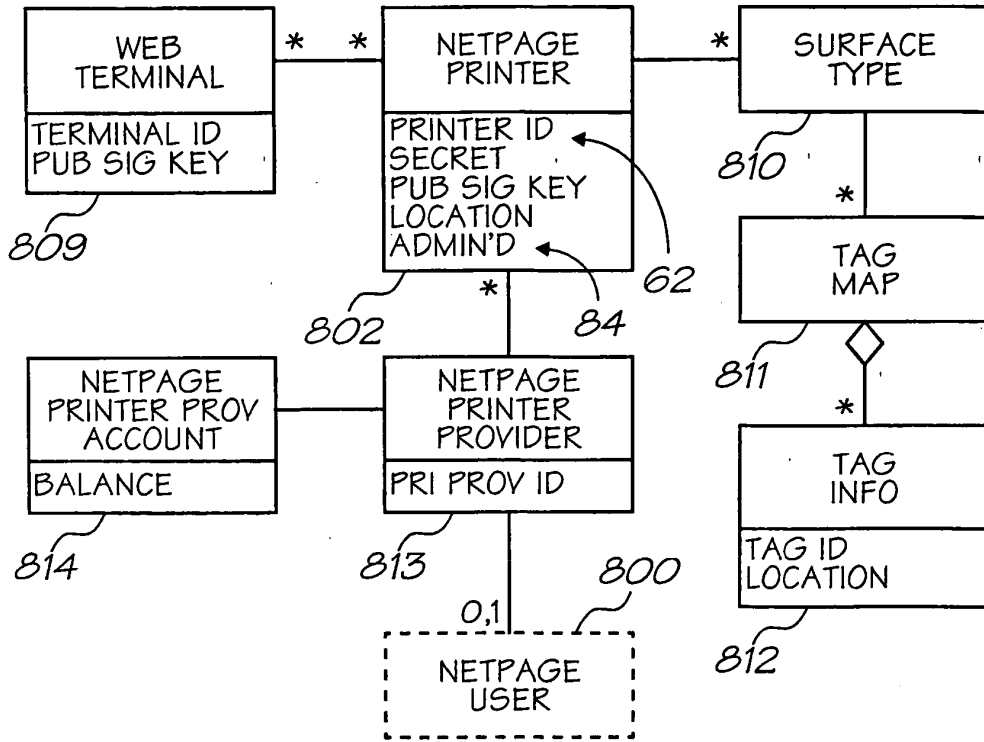 WEB
TERMINAL
TERMINAL ID
PUB SIG KEY
809
*
*
NETPAGE
PRINTER
PRINTER ID
SECRET
PUB SIG KEY
LOCATION
ADMIN'D
802
62
84
*
*
SURFACE
TYPE
810
*
TAG
MAP
811
*
TAG
INFO
TAG ID
LOCATION
812
NETPAGE
PRINTER PROV
ACCOUNT
BALANCE
814
NETPAGE
PRINTER
PROVIDER
PRI PROV ID
813
800
0,1
NETPAGE
USER